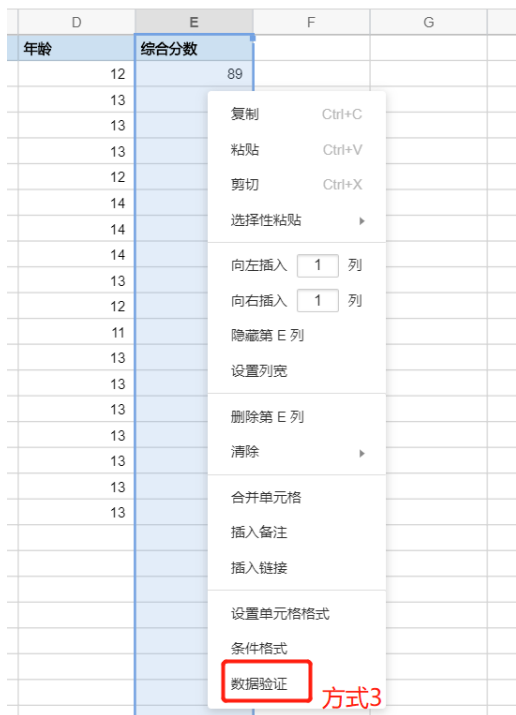 D E F G
年龄 综合分数
12 89
13
13
13
12
14
14
14
13
12
11
13
13
13
13
13
13
13
复制 Ctrl+C
粘贴 Ctrl+V
剪切 Ctrl+X
选择性粘贴
向左插入 1 列
向右插入 1 列
隐藏第 E 列
设置列宽
删除第 E 列
清除
合并单元格
插入备注
插入链接
设置单元格格式
条件格式
数据验证
方式3